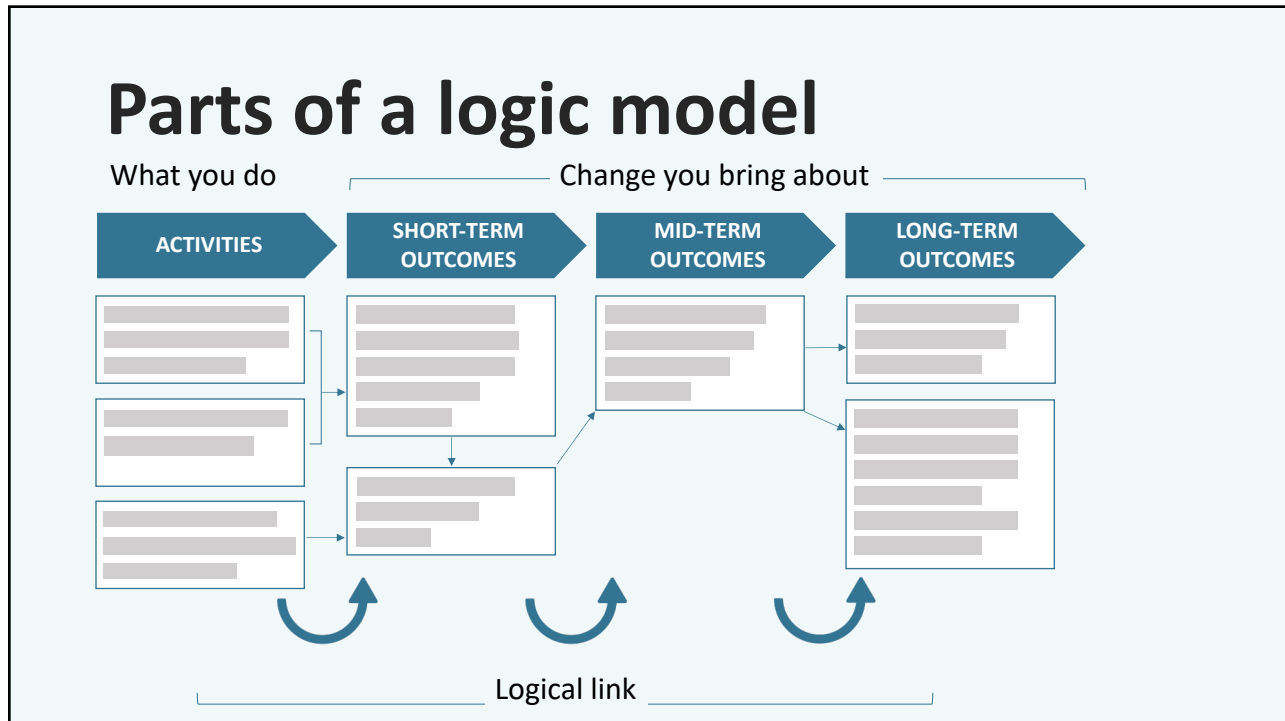 Parts of a logic model
What you do
Change you bring about
ACTIVITIES
SHORT-TERM
OUTCOMES
MID-TERM
OUTCOMES
LONG-TERM
OUTCOMES
Logical link